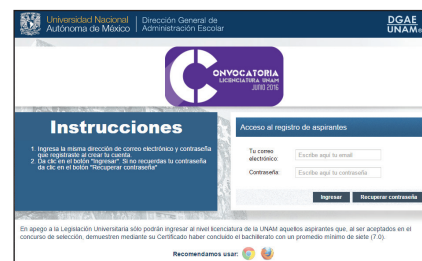 Universidad Nacional
Autónoma de México
Dirección General de
Administración Escolar
DGAE
UNAM
CONVOCATORIA
LICENCIATURA UNAM
JUNIO 2016
Instrucciones
1. Ingresa la misma dirección de correo electrónico y contraseña
que registraste al crear tu cuenta.
2. Da clic en el botón "Ingresar". Si no recuerdas tu contraseña
da clic en el botón "Recuperar contraseña"
Acceso al registro de aspirantes
Tu correo
electrónico:
Escribe aquí tu email
Contraseña:
Escribe aquí tu contraseña
Ingresar
Recuperar contraseña
En apego a la Legislación Universitaria sólo podrán ingresar al nivel licenciatura de la UNAM aquellos aspirantes que, al ser aceptados en el
concurso de selección, demuestren mediante su Certificado haber concluido el bachillerato con un promedio mínimo de siete (7.0).
Recomendamos usar: